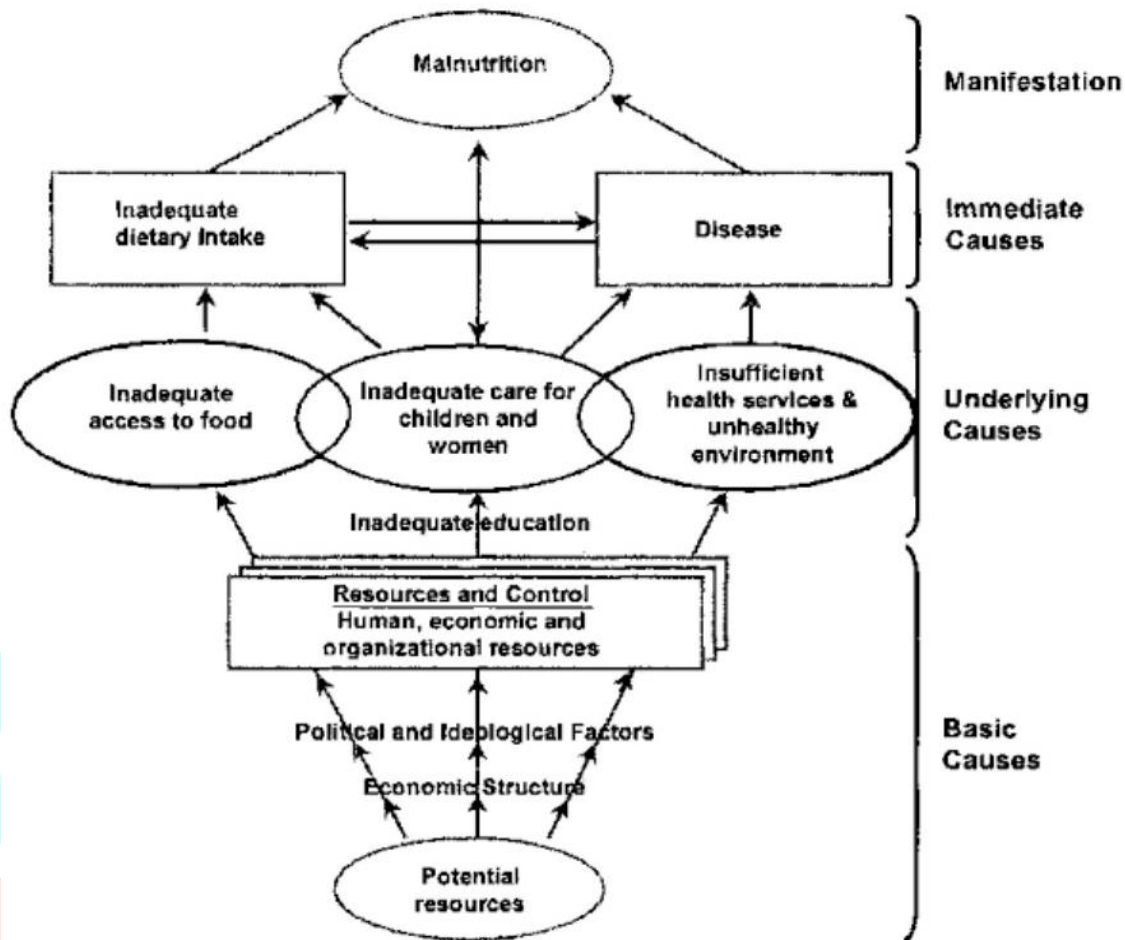 Malnutrition
Manifestation
Inadequate
dietary Intake
Disease
Immediate
Causes
Inadequate
access to food
Inadequate care for
children and
women
Insufficient
health services &
unhealthy
environment
Underlying
Causes
Inadequate education
Resources and Control
Human, economic and
organizational resources
Political and Ideological Factors
Economic Structure
Basic
Causes
Potential
resources